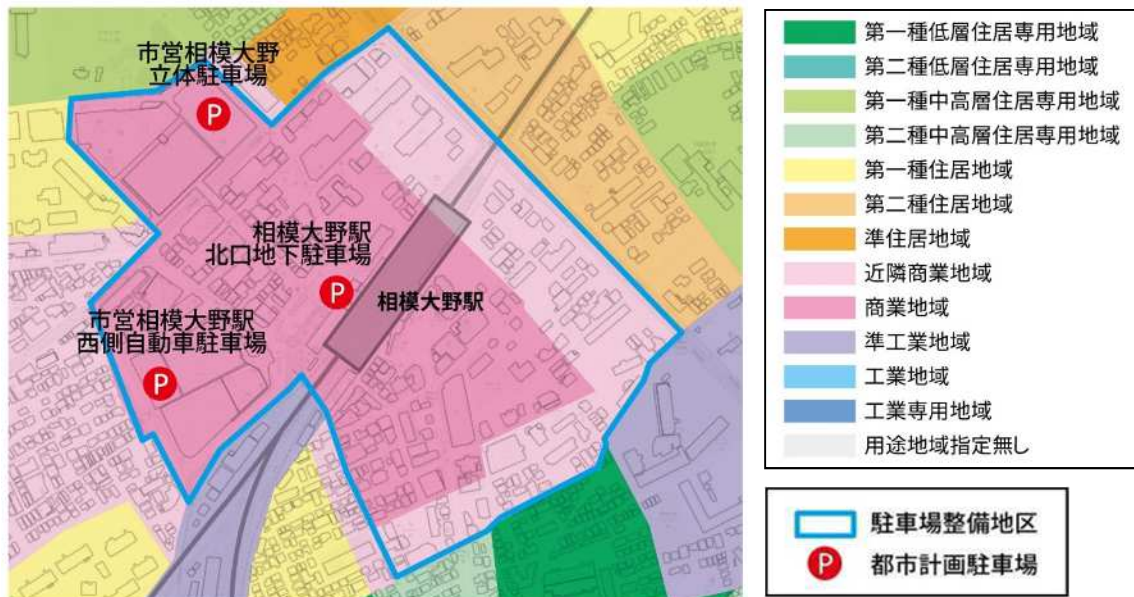 市営相模大野
立体駐車場
P
相模大野駅
北口地下駐車場
P
相模大野駅
市営相模大野駅
西側自動車駐車場
P
第一種低層住居専用地域
第二種低層住居専用地域
第一種中高層住居専用地域
第二種中高層住居専用地域
第一種住居地域
第二種住居地域
準住居地域
近隣商業地域
商業地域
準工業地域
工業地域
工業専用地域
用途地域指定無し
駐車場整備地区
P 都市計画駐車場